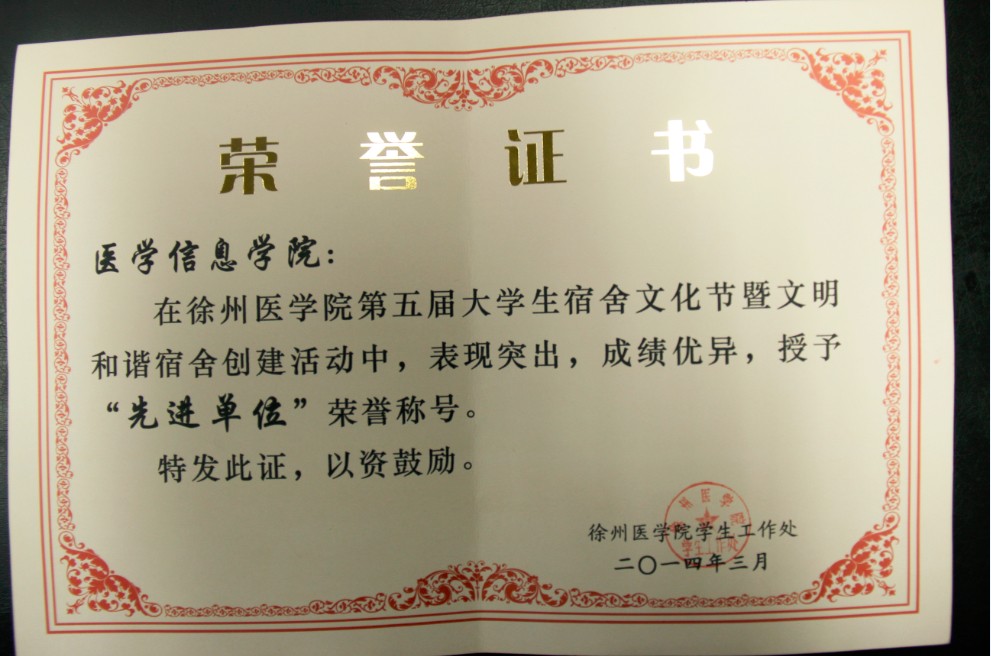 荣誉证书
医学信息学院：
在徐州医学院第五届大学生宿舍文化节暨文明
和谐宿舍创建活动中，表现突出，成绩优异，授予
“先进单位”荣誉称号。
特发此证，以资鼓励。
徐州医学院学生工作处
二〇一四年三月